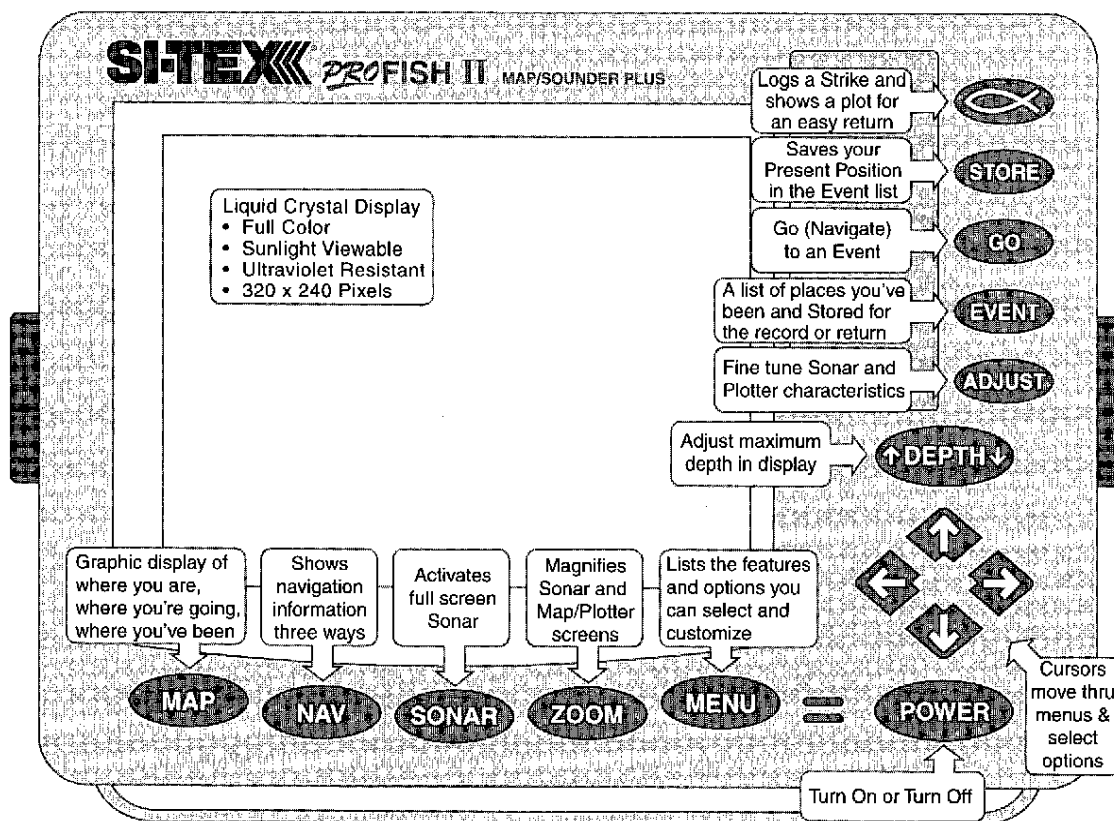 SI-TEX PROFISH II MAP/SOUNDER PLUS
Logs a Strike and
shows a plot for
an easy return
Saves your
Present Position
in the Event list
STORE
Go (Navigate)
to an Event
GO
A list of places you've
been and Stored for
the record or return
EVENT
Fine tune Sonar and
Plotter characteristics
ADJUST
Adjust maximum
depth in display
↑DEPTH↓
Liquid Crystal Display
• Full Color
• Sunlight Viewable
• Ultraviolet Resistant
• 320 x 240 Pixels
Graphic display of
where you are,
where you're going,
where you've been
MAP
Shows
navigation
information
three ways
NAV
Activates
full screen
Sonar
SONAR
Magnifies
Sonar and
Map/Plotter
screens
ZOOM
Lists the features
and options you
can select and
customize
MENU
POWER
Cursors
move thru
menus &
select
options
Turn On or Turn Off